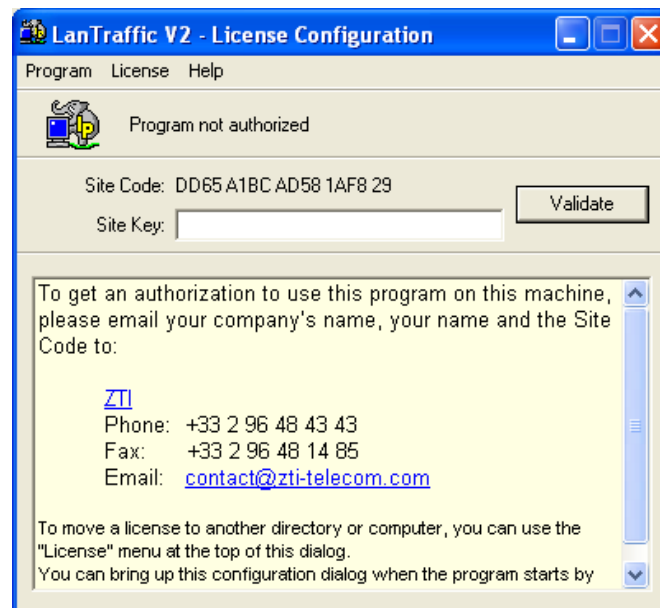 LanTraffic V2 - License Configuration
Program License Help
Program not authorized
Site Code: DD65 A1BC AD58 1AF8 29
Validate
Site Key:
To get an authorization to use this program on this machine,
please email your company's name, your name and the Site
Code to:
ZTI
Phone: +33 2 96 48 43 43
Fax: +33 2 96 48 14 85
Email: contact@zti-telecom.com
To move a license to another directory or computer, you can use the
"License" menu at the top of this dialog.
You can bring up this configuration dialog when the program starts by